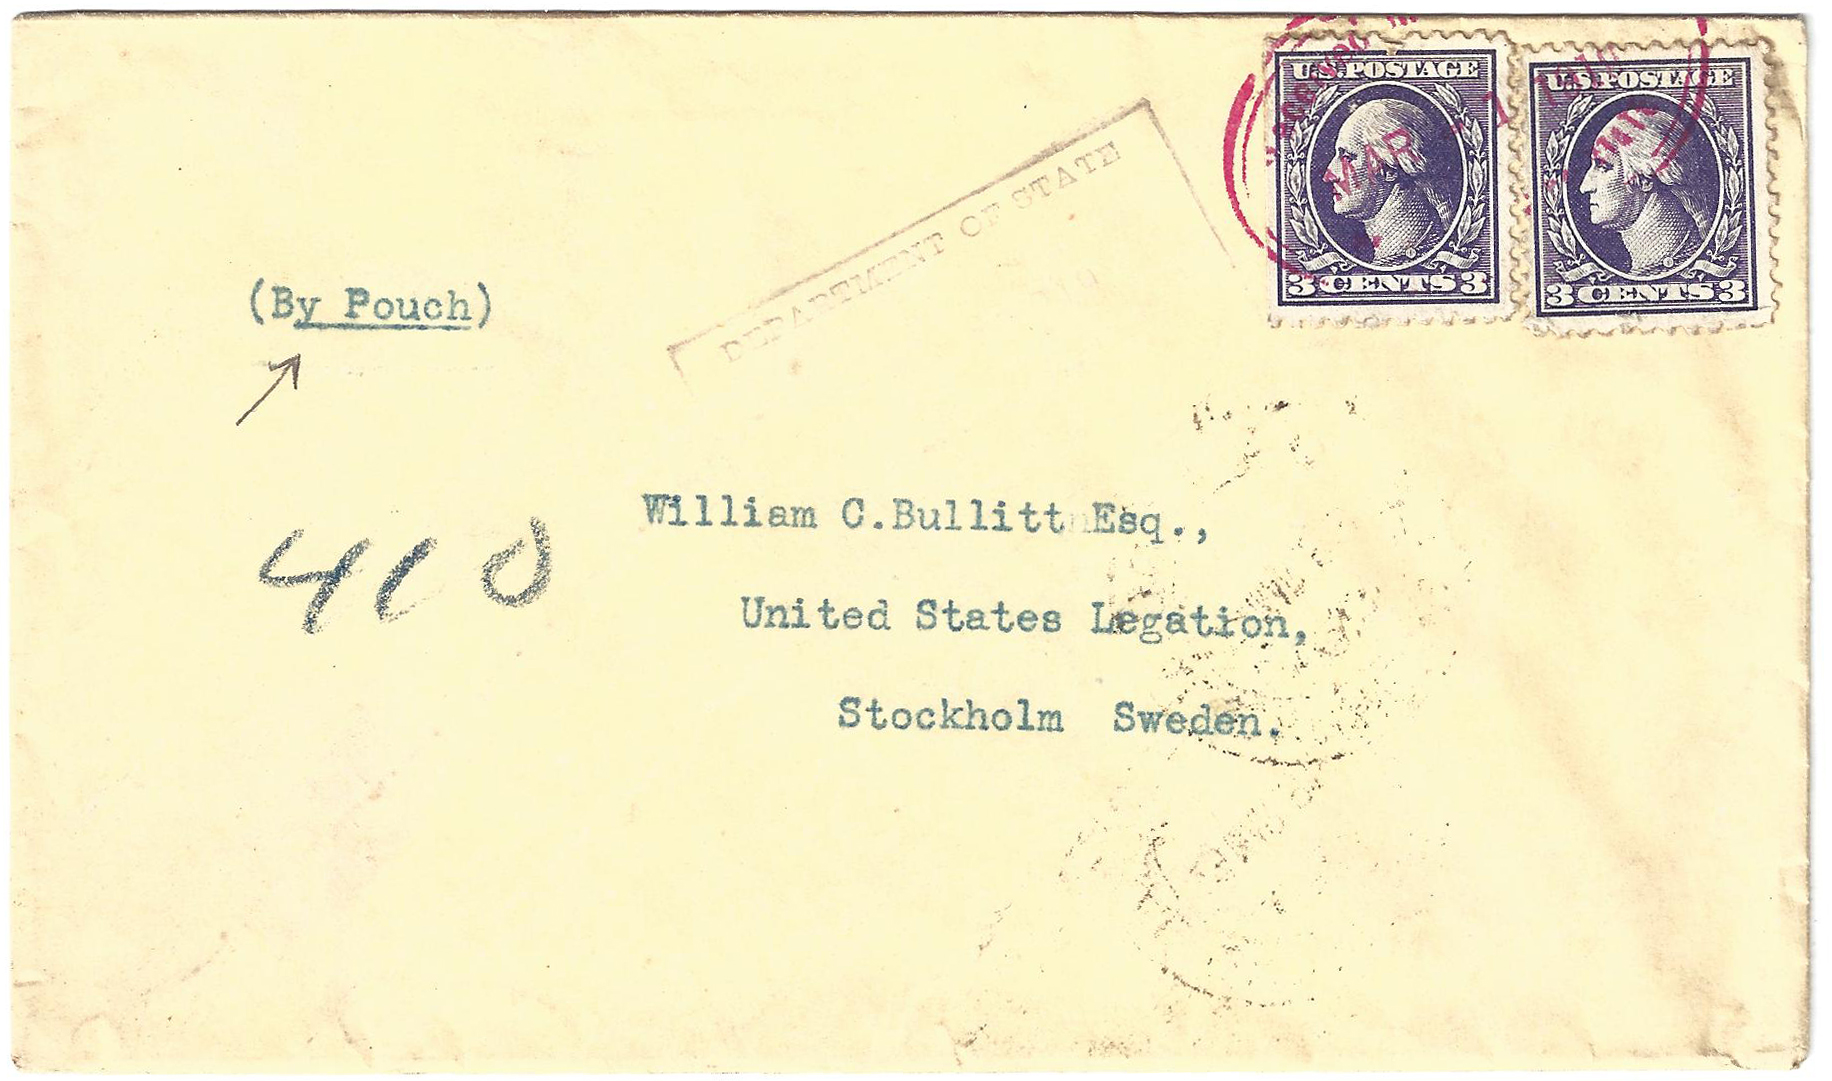 U.S. POSTAGE
3 CENTS 3
U.S. POSTAGE
3 CENTS 3
MAR
DEPARTMENT OF STATE
(By Pouch)
410
William C.Bullitt Esq.,
United States Legation,
Stockholm Sweden.